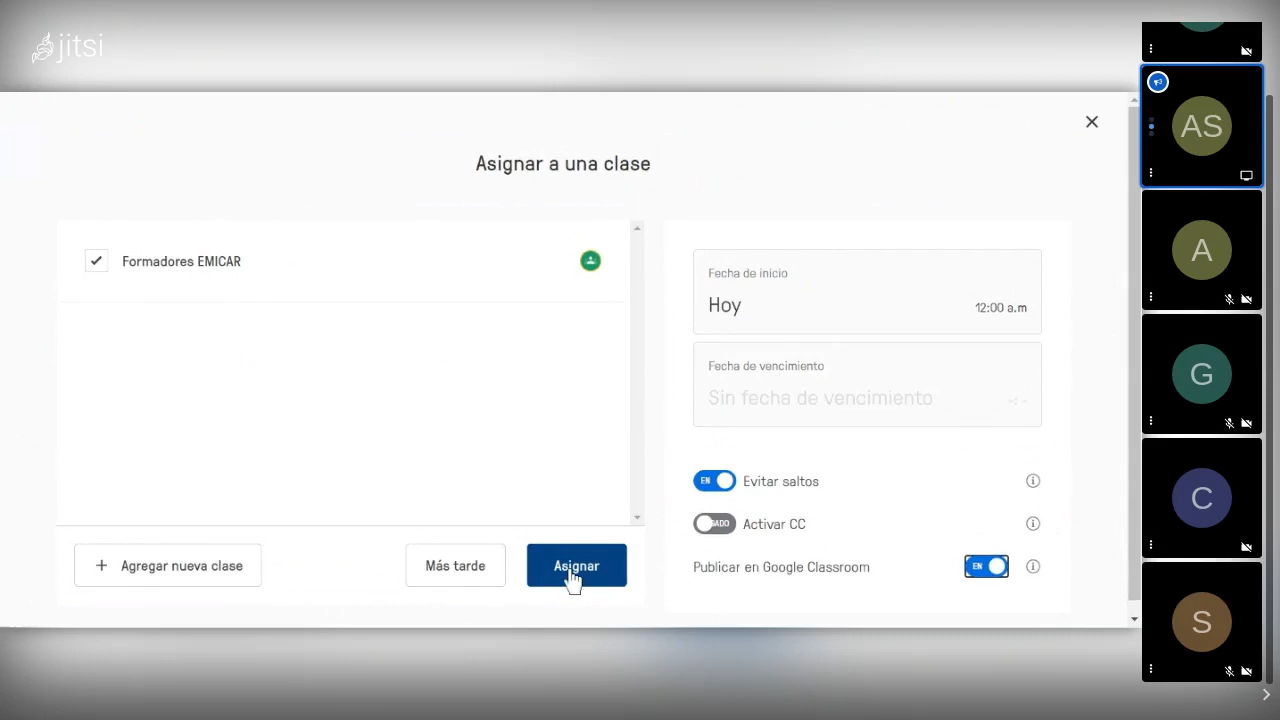 jitsi
Asignar a una clase
Formadores EMICAR
Fecha de inicio
Hoy
12:00 a.m
Fecha de vencimiento
Sin fecha de vencimiento
-:-
EN
Evitar saltos
GADO
Activar CC
Publicar en Google Classroom
EN
Agregar nueva clase
Más tarde
Asignar
AS
A
G
C
S